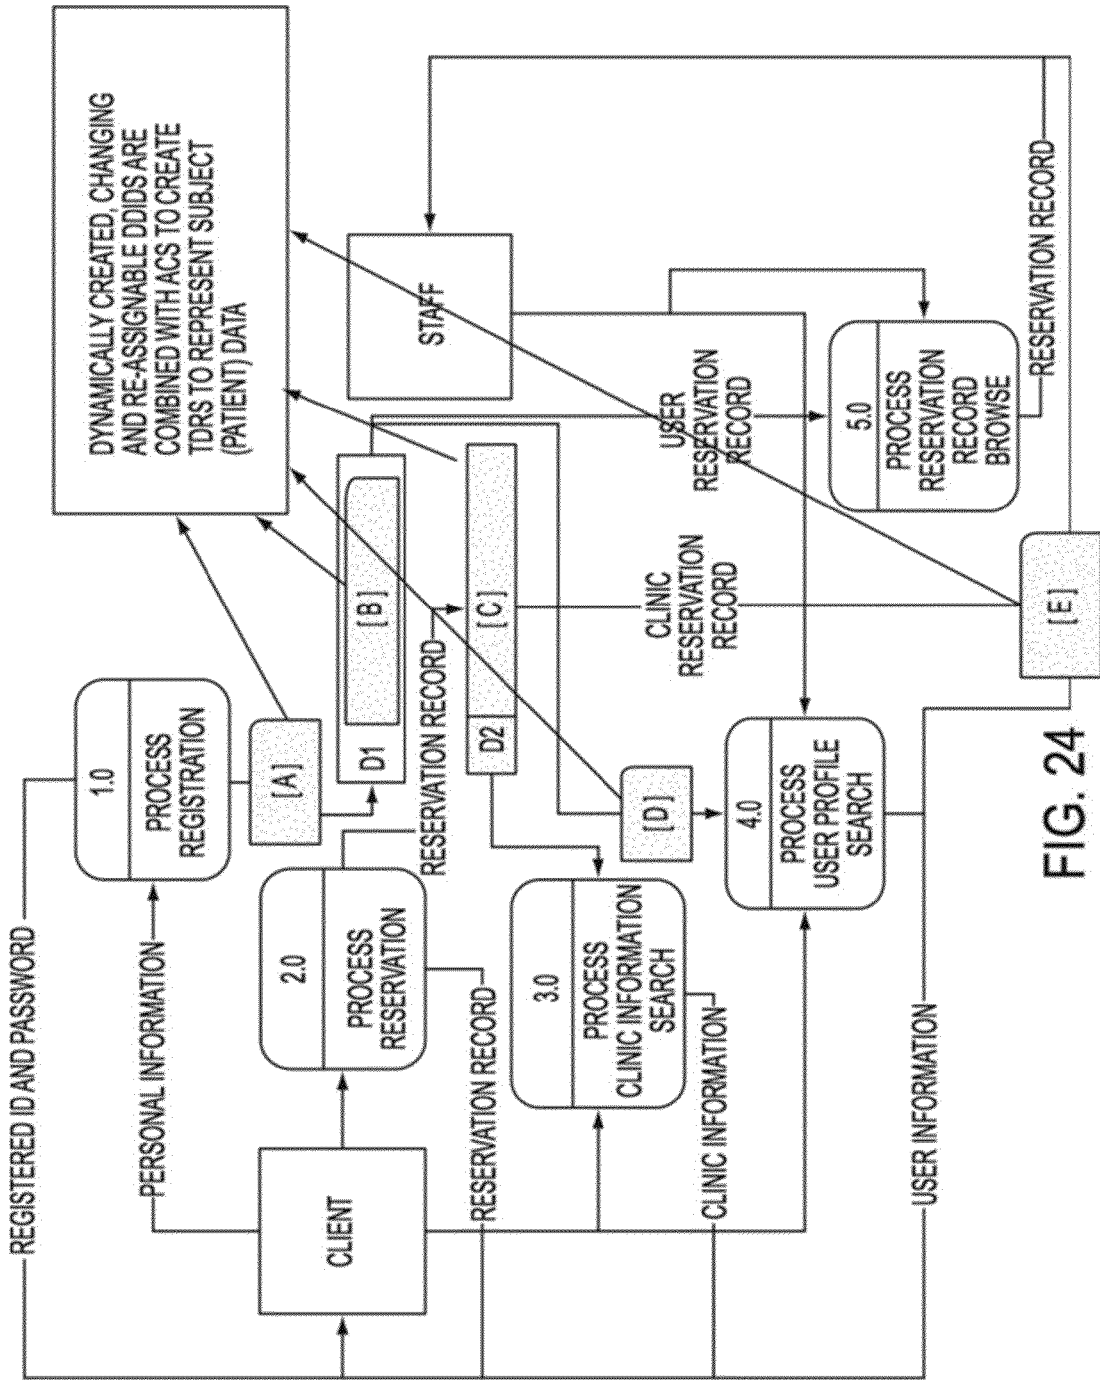 REGISTERED ID AND PASSWORD
PERSONAL INFORMATION
1.0
PROCESS
REGISTRATION
DYNAMICALLY CREATED, CHANGING
AND RE-ASSIGNABLE DDIDS ARE
COMBINED WITH ACS TO CREATE
TDRS TO REPRESENT SUBJECT
(PATIENT) DATA
[A]
CLIENT
2.0
PROCESS
RESERVATION
D1
[B]
STAFF
RESERVATION RECORD
RESERVATION RECORD
D2
[C]
3.0
PROCESS
CLINIC INFORMATION
SEARCH
CLINIC INFORMATION
[D]
CLINIC
RESERVATION
RECORD
USER
RESERVATION
RECORD
4.0
PROCESS
USER PROFILE
SEARCH
5.0
PROCESS
RESERVATION
RECORD
BROWSE
USER INFORMATION
[E]
RESERVATION RECORD
FIG. 24